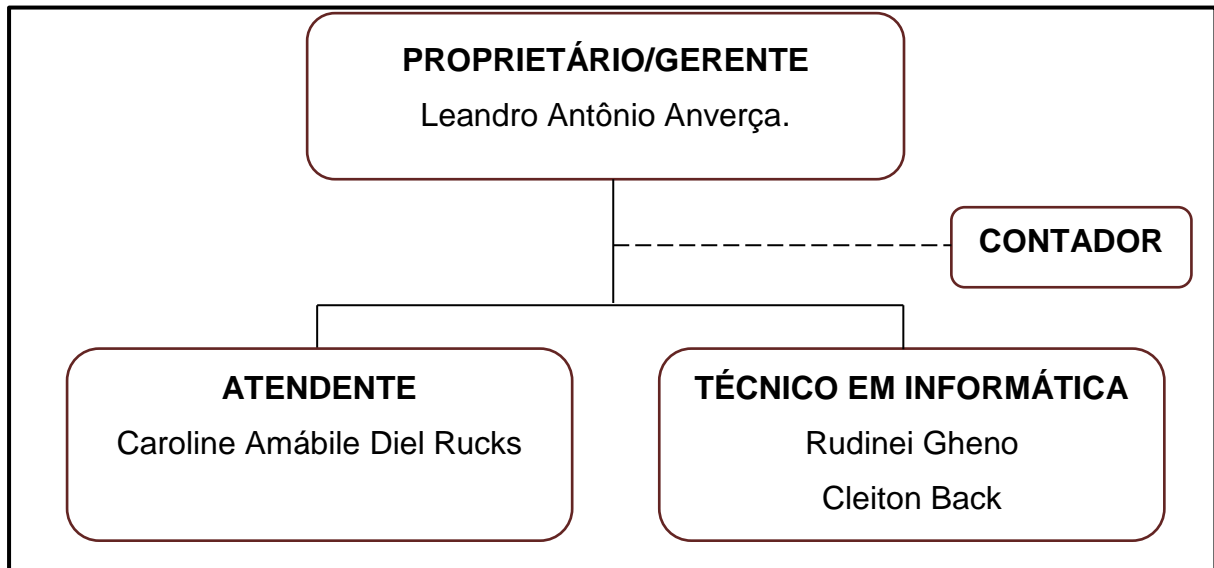 PROPRIETÁRIO/GERENTE
Leandro Antônio Anverça.
CONTADOR
ATENDENTE
Caroline Amábile Diel Rucks
TÉCNICO EM INFORMÁTICA
Rudinei Gheno
Cleiton Back